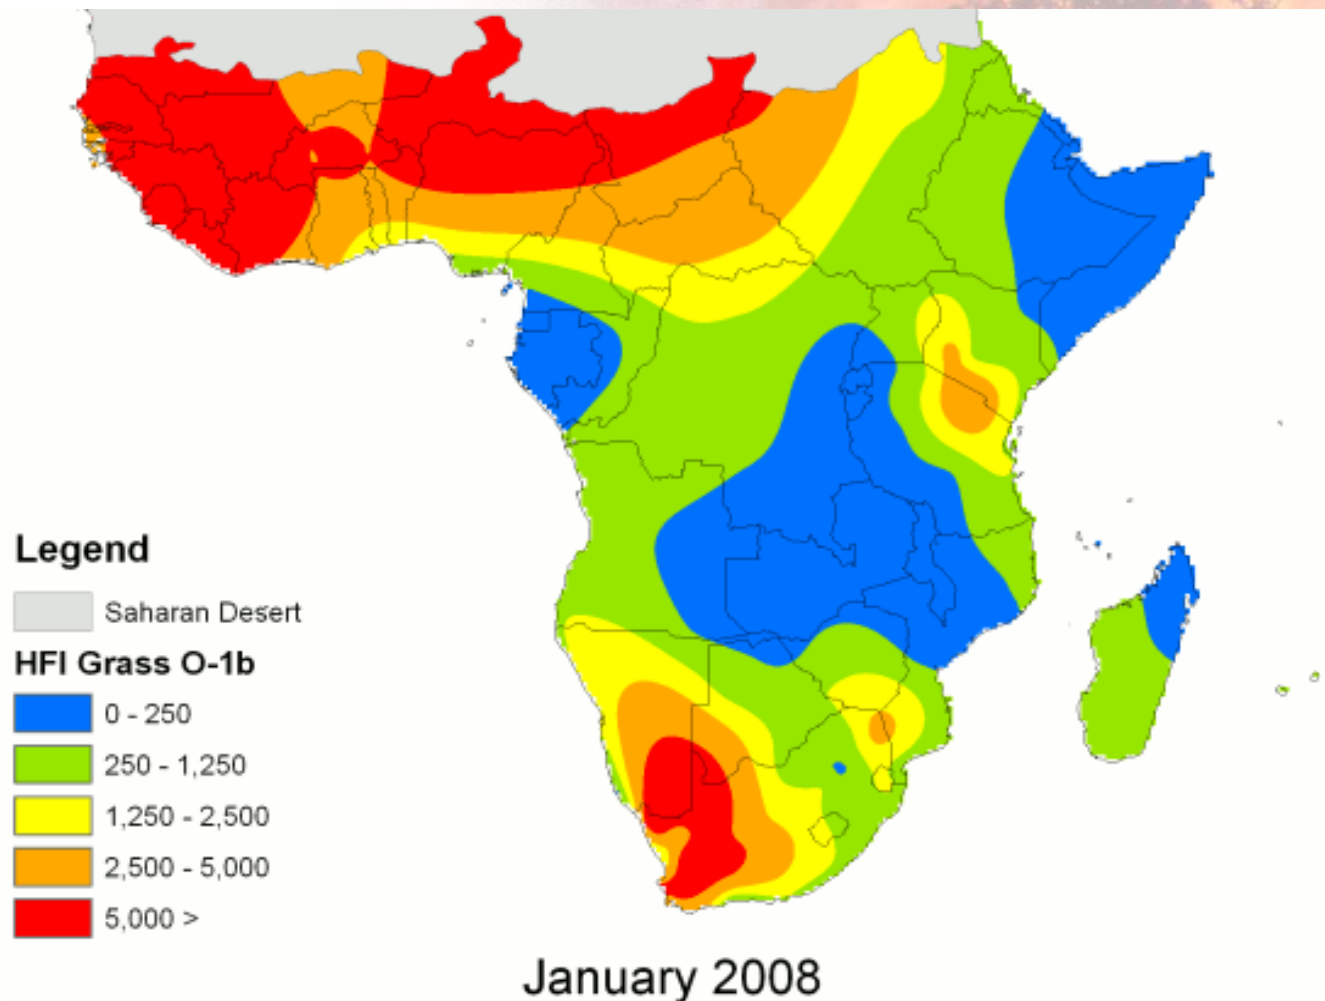 Legend
Saharan Desert
HFI Grass O-1b
0 - 250
250 - 1,250
1,250 - 2,500
2,500 - 5,000
5,000 >
January 2008